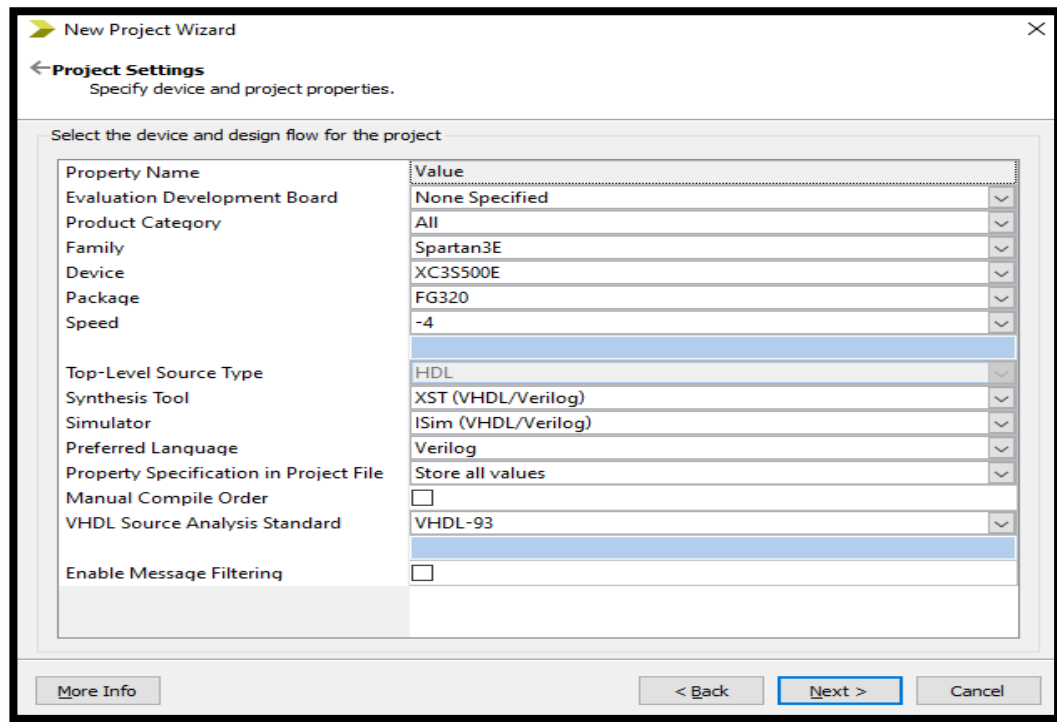 New Project Wizard
Project Settings
Specify device and project properties.
Select the device and design flow for the project
Property Name Value
Evaluation Development Board None Specified
Product Category All
Family Spartan3E
Device XC3S500E
Package FG320
Speed -4
Top-Level Source Type HDL
Synthesis Tool XST (VHDL/Verilog)
Simulator ISim (VHDL/Verilog)
Preferred Language Verilog
Property Specification in Project File Store all values
Manual Compile Order
VHDL Source Analysis Standard VHDL-93
Enable Message Filtering
More Info < Back Next > Cancel